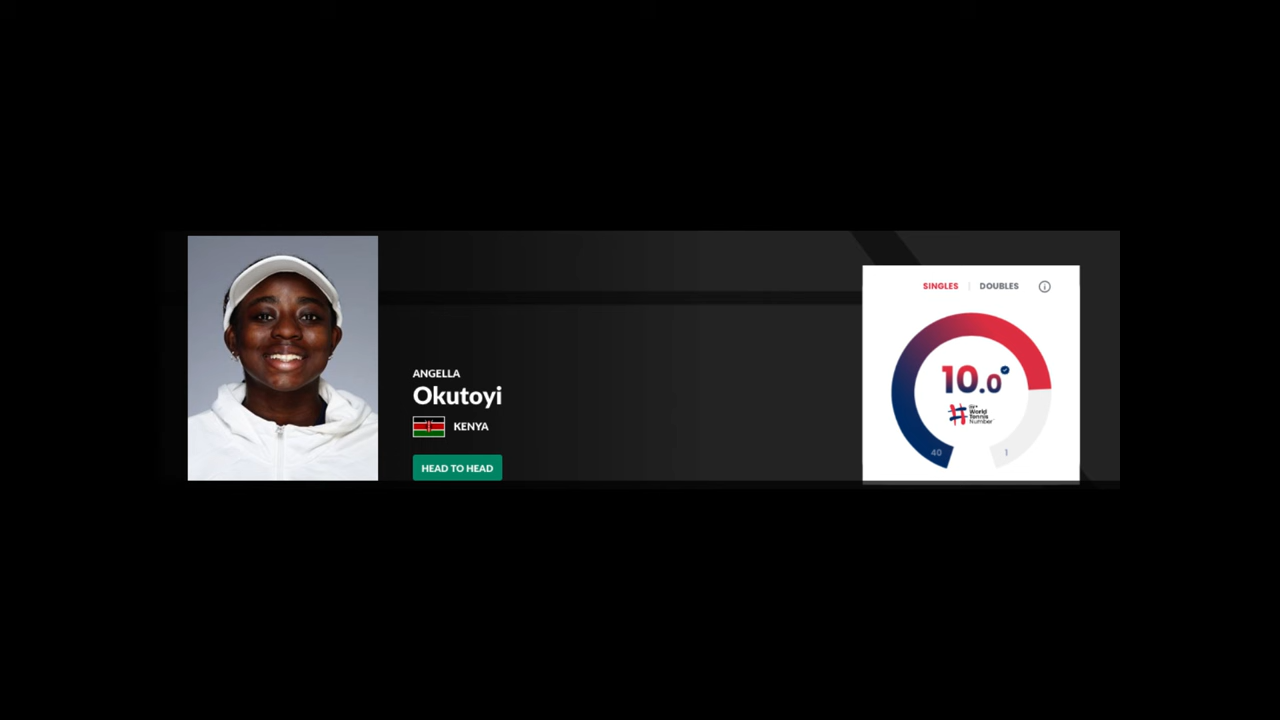 ANGELLA
Okutoyi
KENYA
HEAD TO HEAD
SINGLES | DOUBLES
10.0
World
Tennis
Number
40
1